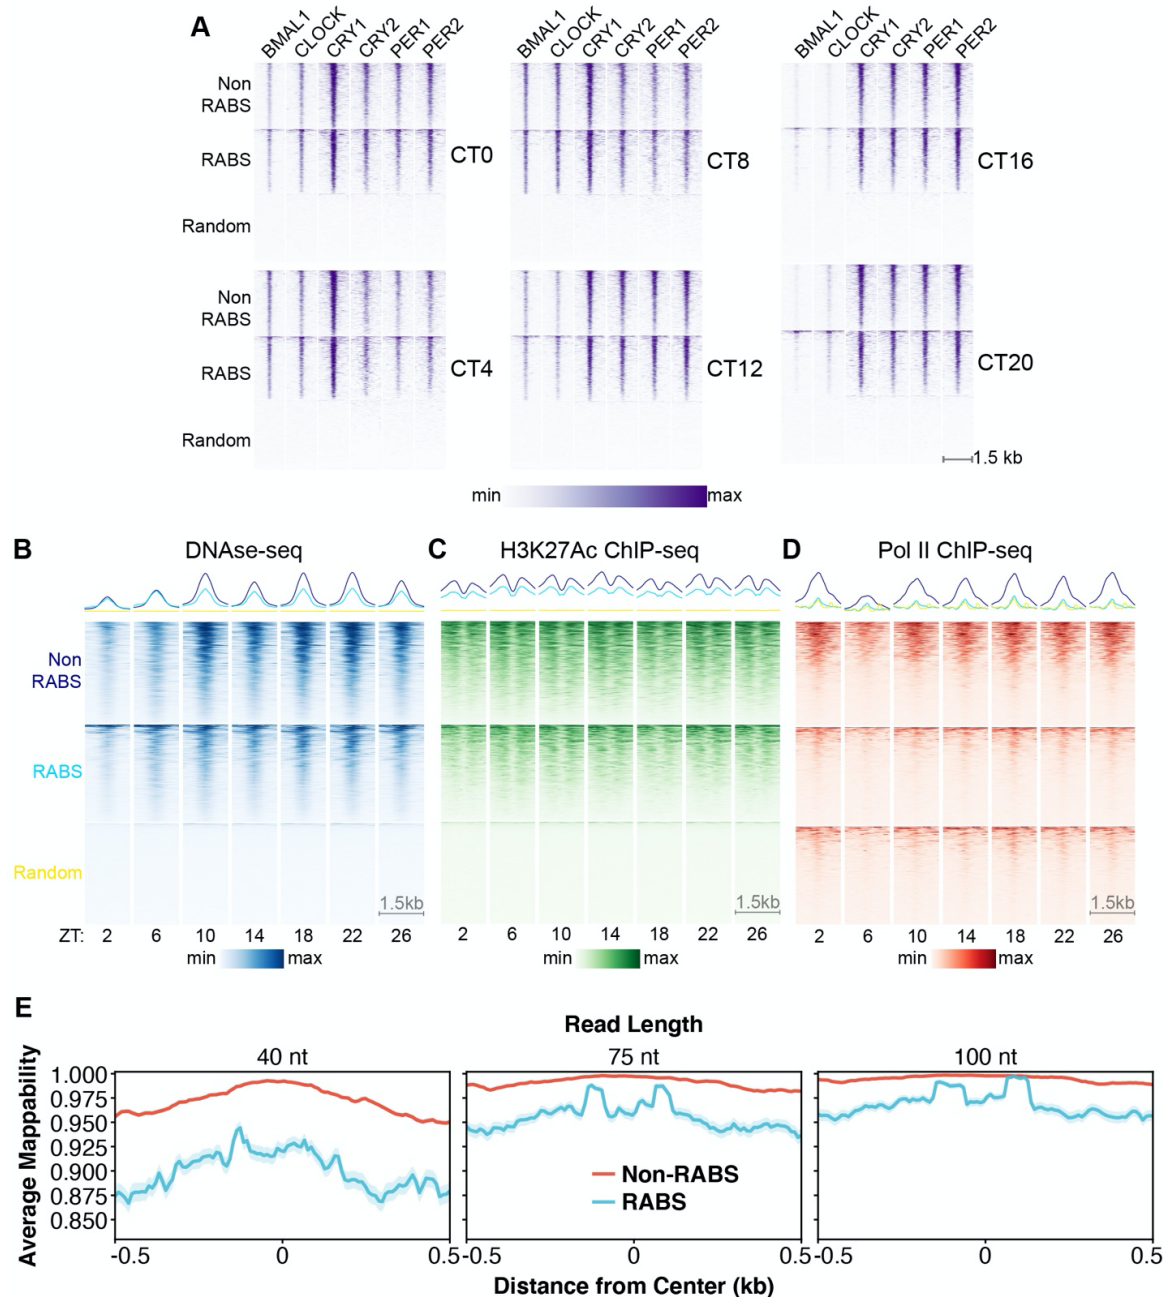 A
BMAL1 CLOCK CRY1 CRY2 PER1 PER2
BMAL1 CLOCK CRY1 CRY2 PER1 PER2
BMAL1 CLOCK CRY1 CRY2 PER1 PER2
Non
RABS
RABS
Random
CT0
CT8
CT16
Non
RABS
RABS
Random
CT4
CT12
CT20
1.5 kb
min max
B DNAse-seq
C H3K27Ac ChIP-seq
D Pol II ChIP-seq
Non
RABS
RABS
Random
1.5kb
1.5kb
1.5kb
ZT: 2 6 10 14 18 22 26
2 6 10 14 18 22 26
2 6 10 14 18 22 26
min max
min max
min max
E
Read Length
40 nt 75 nt 100 nt
Average Mappability
1.000
0.975
0.950
0.925
0.900
0.875
0.850
Non-RABS
RABS
-0.5 0 0.5 -0.5 0 0.5 -0.5 0 0.5
Distance from Center (kb)